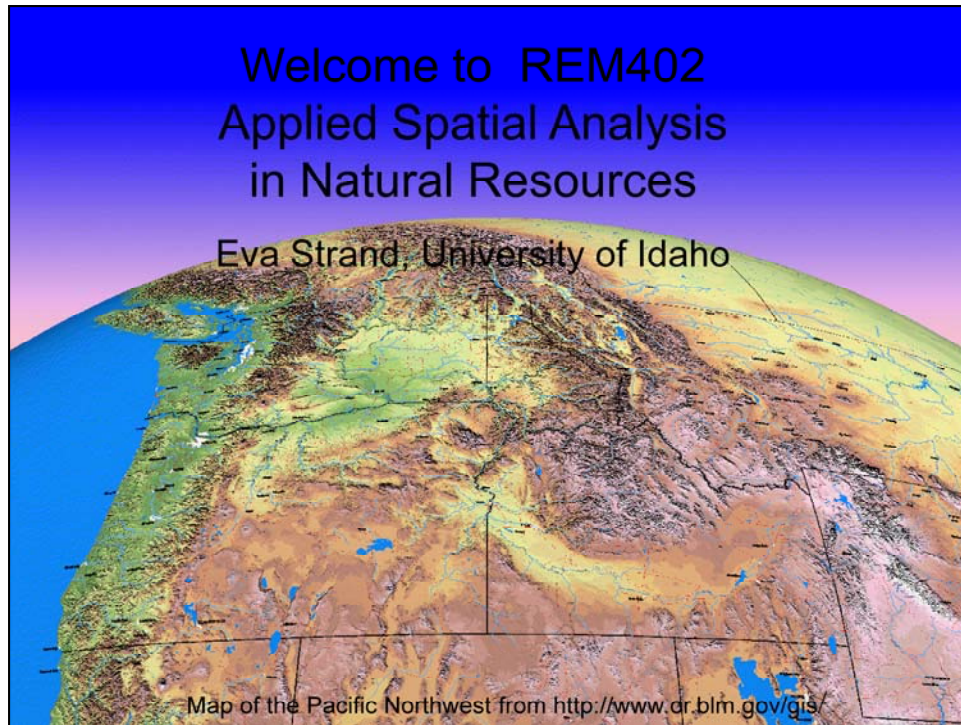 Welcome to REM402
Applied Spatial Analysis
in Natural Resources
Eva Strand, University of Idaho
Map of the Pacific Northwest from http://www.or.blm.gov/gis/